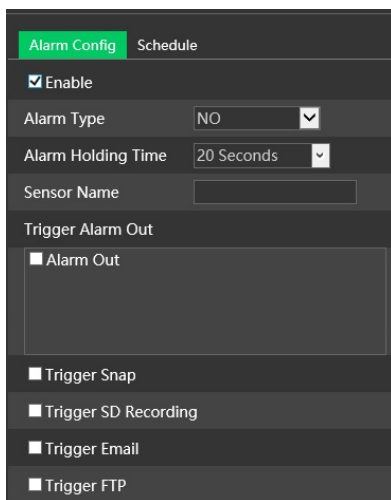 Alarm Config Schedule
Enable
Alarm Type NO
Alarm Holding Time 20 Seconds
Sensor Name
Trigger Alarm Out
Alarm Out
Trigger Snap
Trigger SD Recording
Trigger Email
Trigger FTP